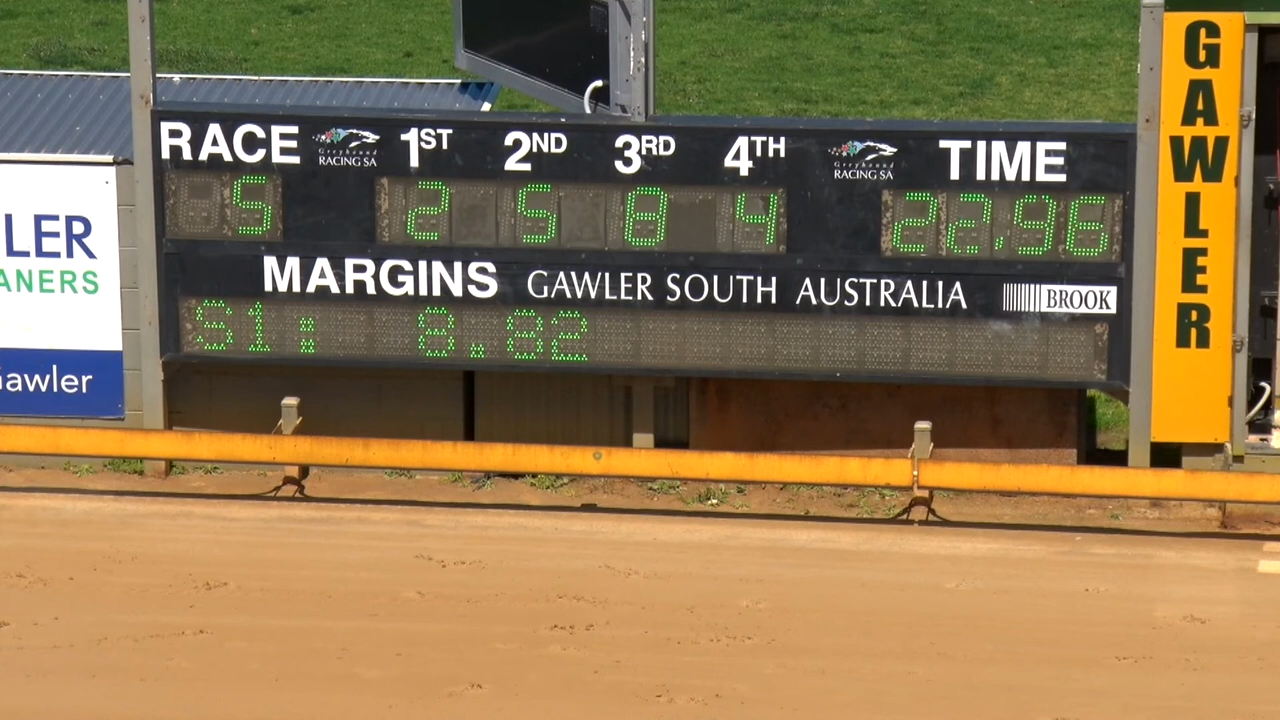 RACE 1ST 2ND 3RD 4TH TIME
Greyhound
RACING SA
Greyhound
RACING SA
5 2 5 8 4 22.96
MARGINS GAWLER SOUTH AUSTRALIA BROOK
S1: 8.82
GAWLER
LER
ANERS
Gawler